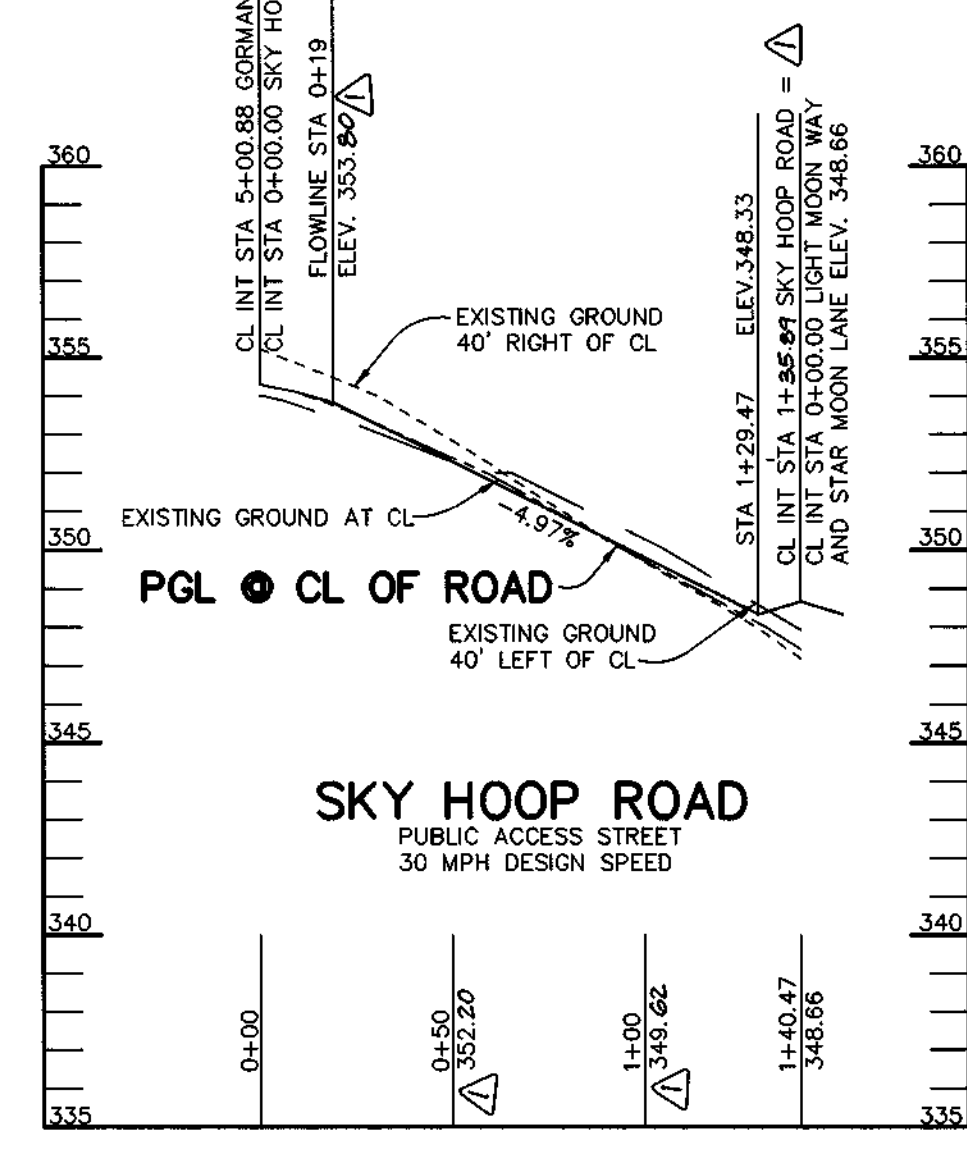 CL INT STA 5+00.88 GORMAN
CL INT STA 0+00.00 SKY HO
FLOWLINE STA 0+19
ELEV. 353.80
1
STA 1+29.47 ELEV.348.33
CL INT STA 1+35.89 SKY HOOP ROAD =
1
CL INT STA 0+00.00 LIGHT MOON WAY
AND STAR MOON LANE ELEV. 348.66
360
360
355
355
350
350
345
345
340
340
335
335
EXISTING GROUND
40' RIGHT OF CL
EXISTING GROUND AT CL
-4.97%
PGL @ CL OF ROAD
EXISTING GROUND
40' LEFT OF CL
SKY HOOP ROAD
PUBLIC ACCESS STREET
30 MPH DESIGN SPEED
0+00
0+50
352.20
1
1+00
349.62
1
1+40.47
348.66